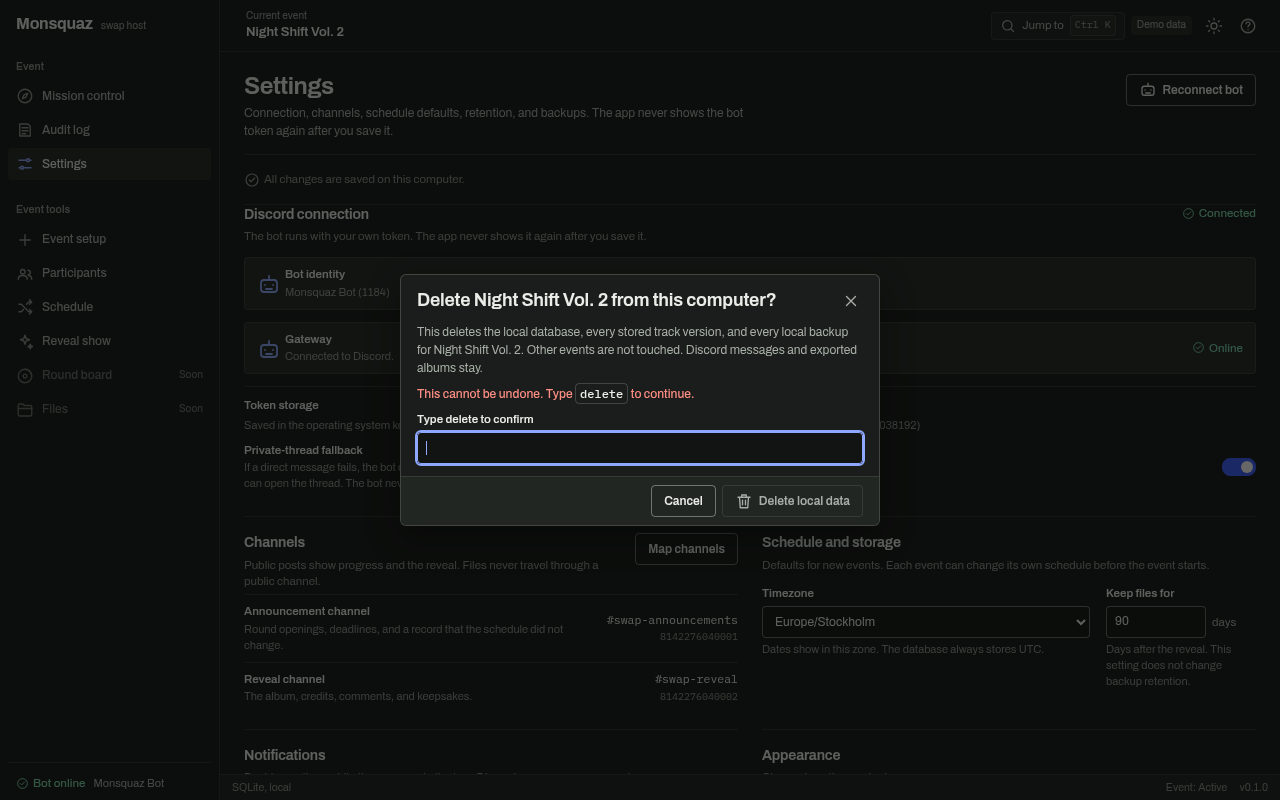 Monsquaz swap host
Current event
Night Shift Vol. 2
Jump to Ctrl K
Demo data
Event
Mission control
Audit log
Settings
Event tools
Event setup
Participants
Schedule
Reveal show
Round board Soon
Files Soon
Bot online Monsquaz Bot
Settings
Connection, channels, schedule defaults, retention, and backups. The app never shows the bot
token again after you save it.
Reconnect bot
All changes are saved on this computer.
Discord connection
Connected
The bot runs with your own token. The app never shows it again after you save it.
Bot identity
Monsquaz Bot (1184)
Gateway
Connected to Discord.
Online
Token storage
Saved in the operating system
038192)
Private-thread fallback
If a direct message fails, the bot
can open the thread. The bot
Delete Night Shift Vol. 2 from this computer?
This deletes the local database, every stored track version, and every local backup
for Night Shift Vol. 2. Other events are not touched. Discord messages and exported
albums stay.
This cannot be undone. Type delete to continue.
Type delete to confirm
Cancel
Delete local data
Channels
Public posts show progress and the reveal. Files never travel through a
public channel.
Map channels
Announcement channel
Round openings, deadlines, and a record that the schedule did not
change.
#swap-announcements
8142276040001
Reveal channel
The album, credits, comments, and keepsakes.
#swap-reveal
8142276040002
Schedule and storage
Defaults for new events. Each event can change its own schedule before the event starts.
Timezone
Europe/Stockholm
Dates show in this zone. The database always stores UTC.
Keep files for
90 days
Days after the reveal. This
setting does not change
backup retention.
Notifications
Appearance
SQLite, local
Event: Active v0.1.0